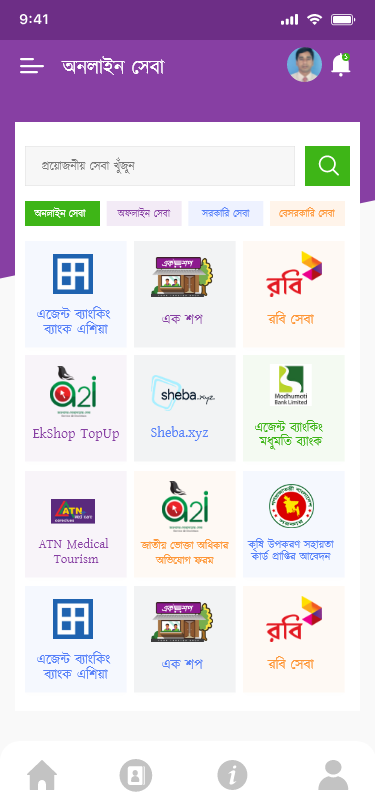 9:41
অনলাইন সেবা
প্রয়োজনীয় সেবা খুঁজুন
অনলাইন সেবা
অফলাইন সেবা
সরকারি সেবা
বেসরকারি সেবা
এজেন্ট ব্যাংকিং
ব্যাংক এশিয়া
একশপ
এক শপ
রবি
রবি সেবা
a2i
EkShop TopUp
sheba.xyz
Sheba.xyz
Modhumoti
Bank Limited
এজেন্ট ব্যাংকিং
মধুমতি ব্যাংক
ATN
ATN Medical
Tourism
a2i
জাতীয় ভোক্তা অধিকার
অভিযোগ ফরম
কৃষি উপকরণ সহায়তা
কার্ড প্রাপ্তির আবেদন
এজেন্ট ব্যাংকিং
ব্যাংক এশিয়া
একশপ
এক শপ
রবি
রবি সেবা